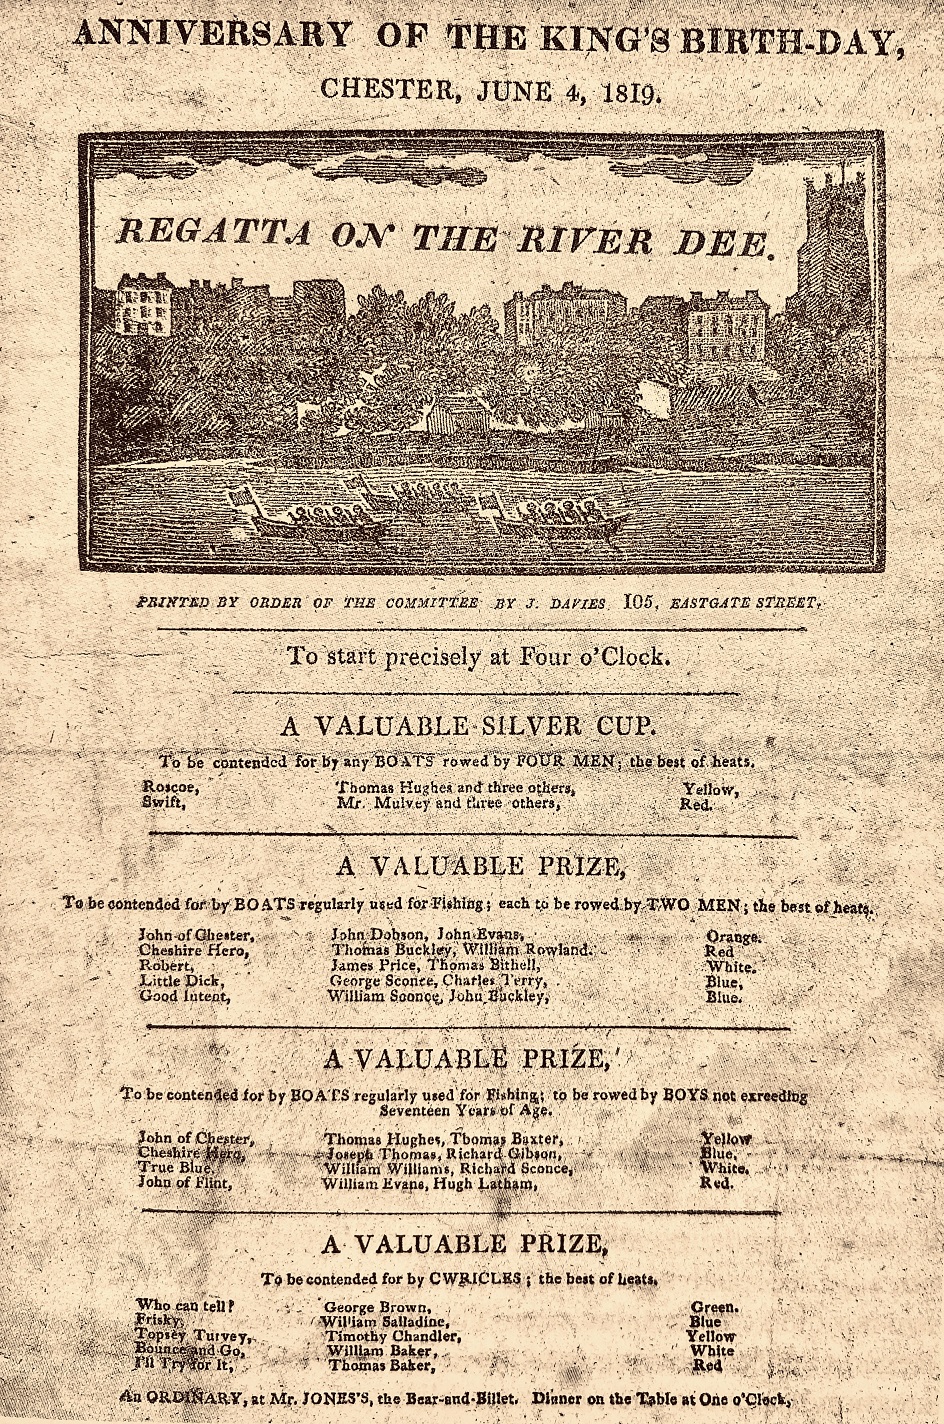 ANNIVERSARY OF THE KING'S BIRTH-DAY,
CHESTER, JUNE 4, 1819.
REGATTA ON THE RIVER DEE.
PRINTED BY ORDER OF THE COMMITTEE BY J. DAVIES 105, EASTGATE STREET.
To start precisely at Four o'Clock.
A VALUABLE SILVER CUP.
To be contended for by any BOATS rowed by FOUR MEN; the best of heats.
Roscoe, Thomas Hughes and three others, Yellow,
Swift, Mr. Mulvey and three others, Red.
A VALUABLE PRIZE,
To be contended for by BOATS regularly used for Fishing; each to be rowed by TWO MEN; the best of heats.
John of Chester, John Dobson, John Evans, Orange.
Cheshire Hero, Thomas Buckley, William Rowland. Red
Robert, James Price, Thomas Bithell, White.
Little Dick, George Sconce, Charles Terry, Blue,
Good Intent, William Sconce, John Buckley, Blue.
A VALUABLE PRIZE,
To be contended for by BOATS regularly used for Fishing; to be rowed by BOYS not exreeding
Seventeen Years of Age.
John of Chester, Thomas Hughes, Thomas Baxter, Yellow
Cheshire Hero, Joseph Thomas, Richard Gibson, Blue.
True Blue, William Williams, Richard Sconce, White.
John of Flint, William Evans, Hugh Latham, Red.
A VALUABLE PRIZE,
To be contended for by CWRICLES; the best of heats.
Who can tell? George Brown, Green.
Frisky, William Salladine, Blue
Topsey Turvey, Timothy Chandler, Yellow
Bounce and Go, William Baker, White
I'll Try for It, Thomas Baker, Red
An ORDINARY, at Mr. JONES'S, the Bear-and-Billet. Dinner on the Table at One o'Clock,